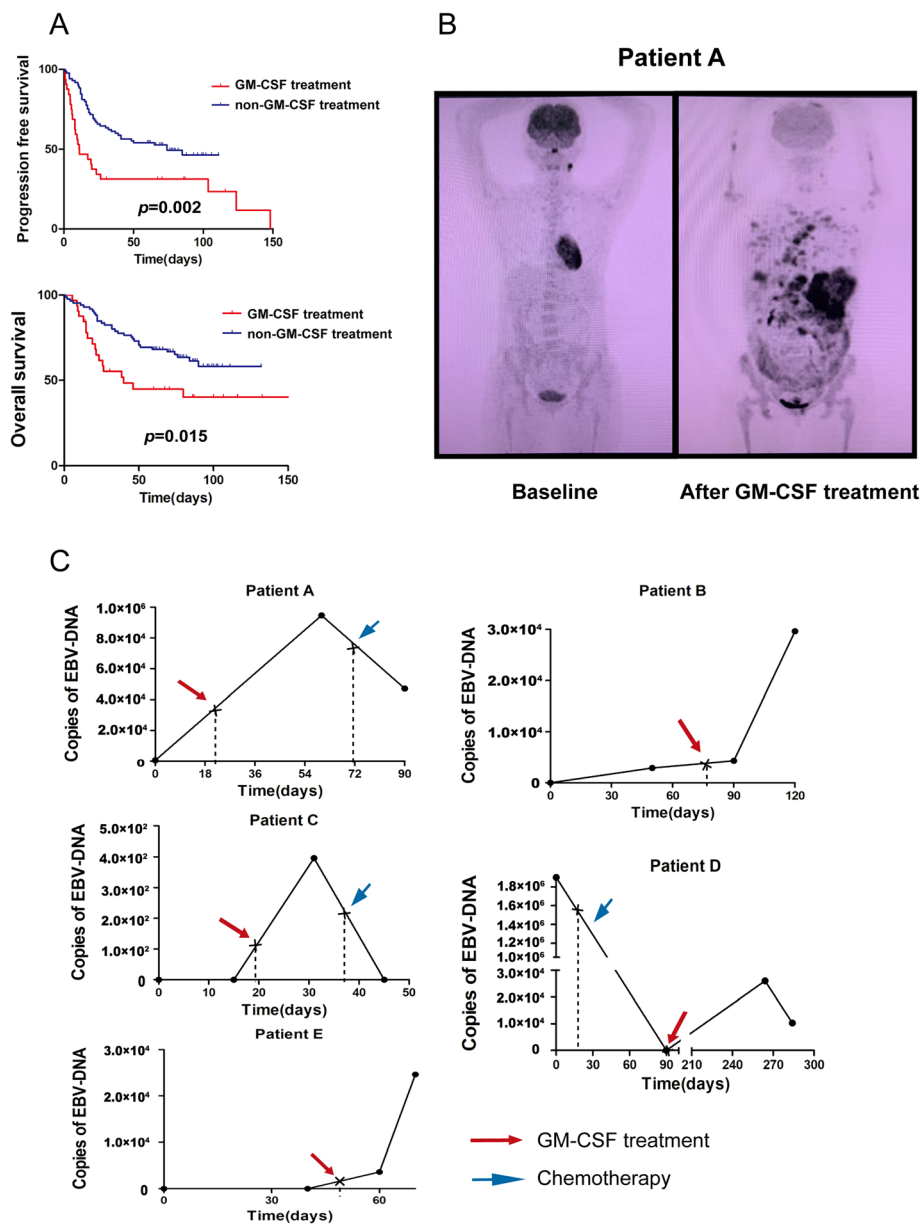 A
100
50
0
Progression free survival
GM-CSF treatment
non-GM-CSF treatment
p=0.002
0 50 100 150
Time(days)
100
50
0
Overall survival
GM-CSF treatment
non-GM-CSF treatment
p=0.015
0 50 100 150
Time(days)
B
Patient A
Baseline
After GM-CSF treatment
C
Patient A
Copies of EBV-DNA
1.0×10⁶
8.0×10⁴
6.0×10⁴
4.0×10⁴
2.0×10⁴
0
0 18 36 54 72 90
Time(days)
Patient B
Copies of EBV-DNA
3.0×10⁴
2.0×10⁴
1.0×10⁴
0
0 30 60 90 120
Time(days)
Patient C
Copies of EBV-DNA
5.0×10²
4.0×10²
3.0×10²
2.0×10²
1.0×10²
0
0 10 20 30 40 50
Time(days)
Patient D
Copies of EBV-DNA
1.8×10⁶
1.6×10⁶
1.4×10⁶
1.2×10⁶
1.0×10⁶
3.0×10⁴
2.0×10⁴
1.0×10⁴
0
0 30 60 90 210 240 270 300
Time(days)
Patient E
Copies of EBV-DNA
3.0×10⁴
2.0×10⁴
1.0×10⁴
0
0 30 60
Time(days)
GM-CSF treatment
Chemotherapy